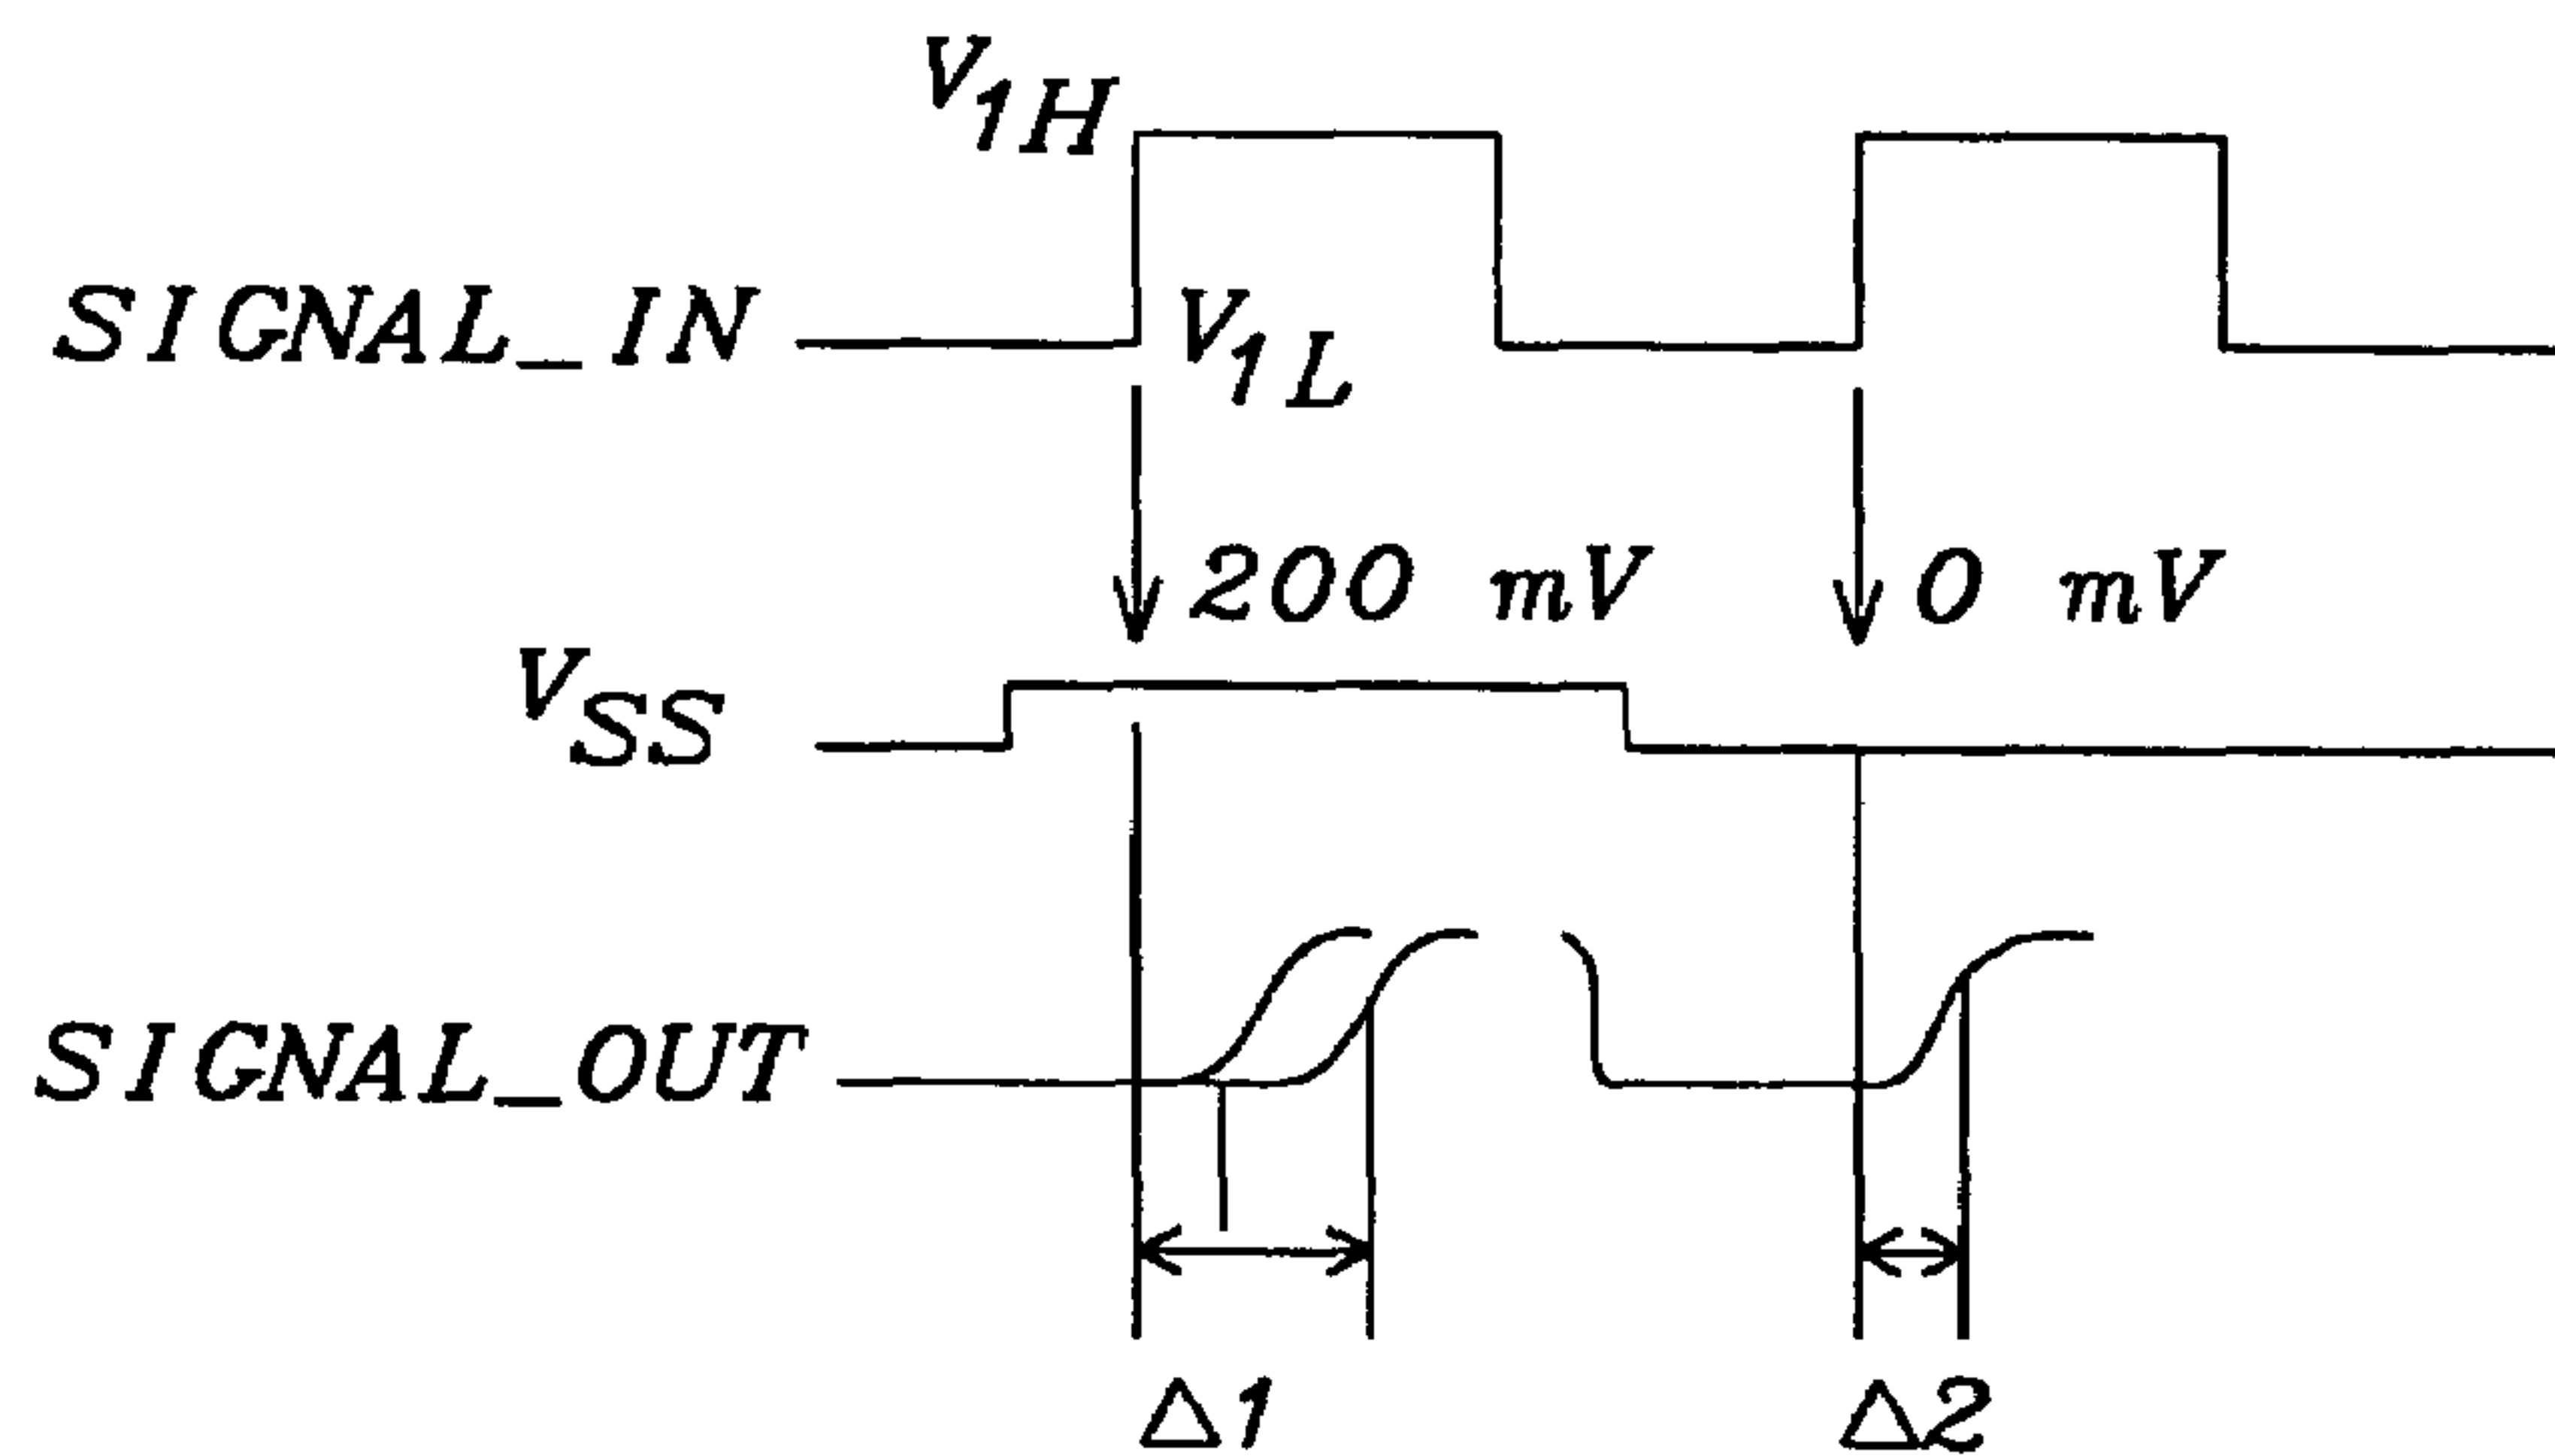 V1H
SIGNAL_IN
V1L
200 mV
0 mV
VSS
SIGNAL_OUT
Δ1
Δ2